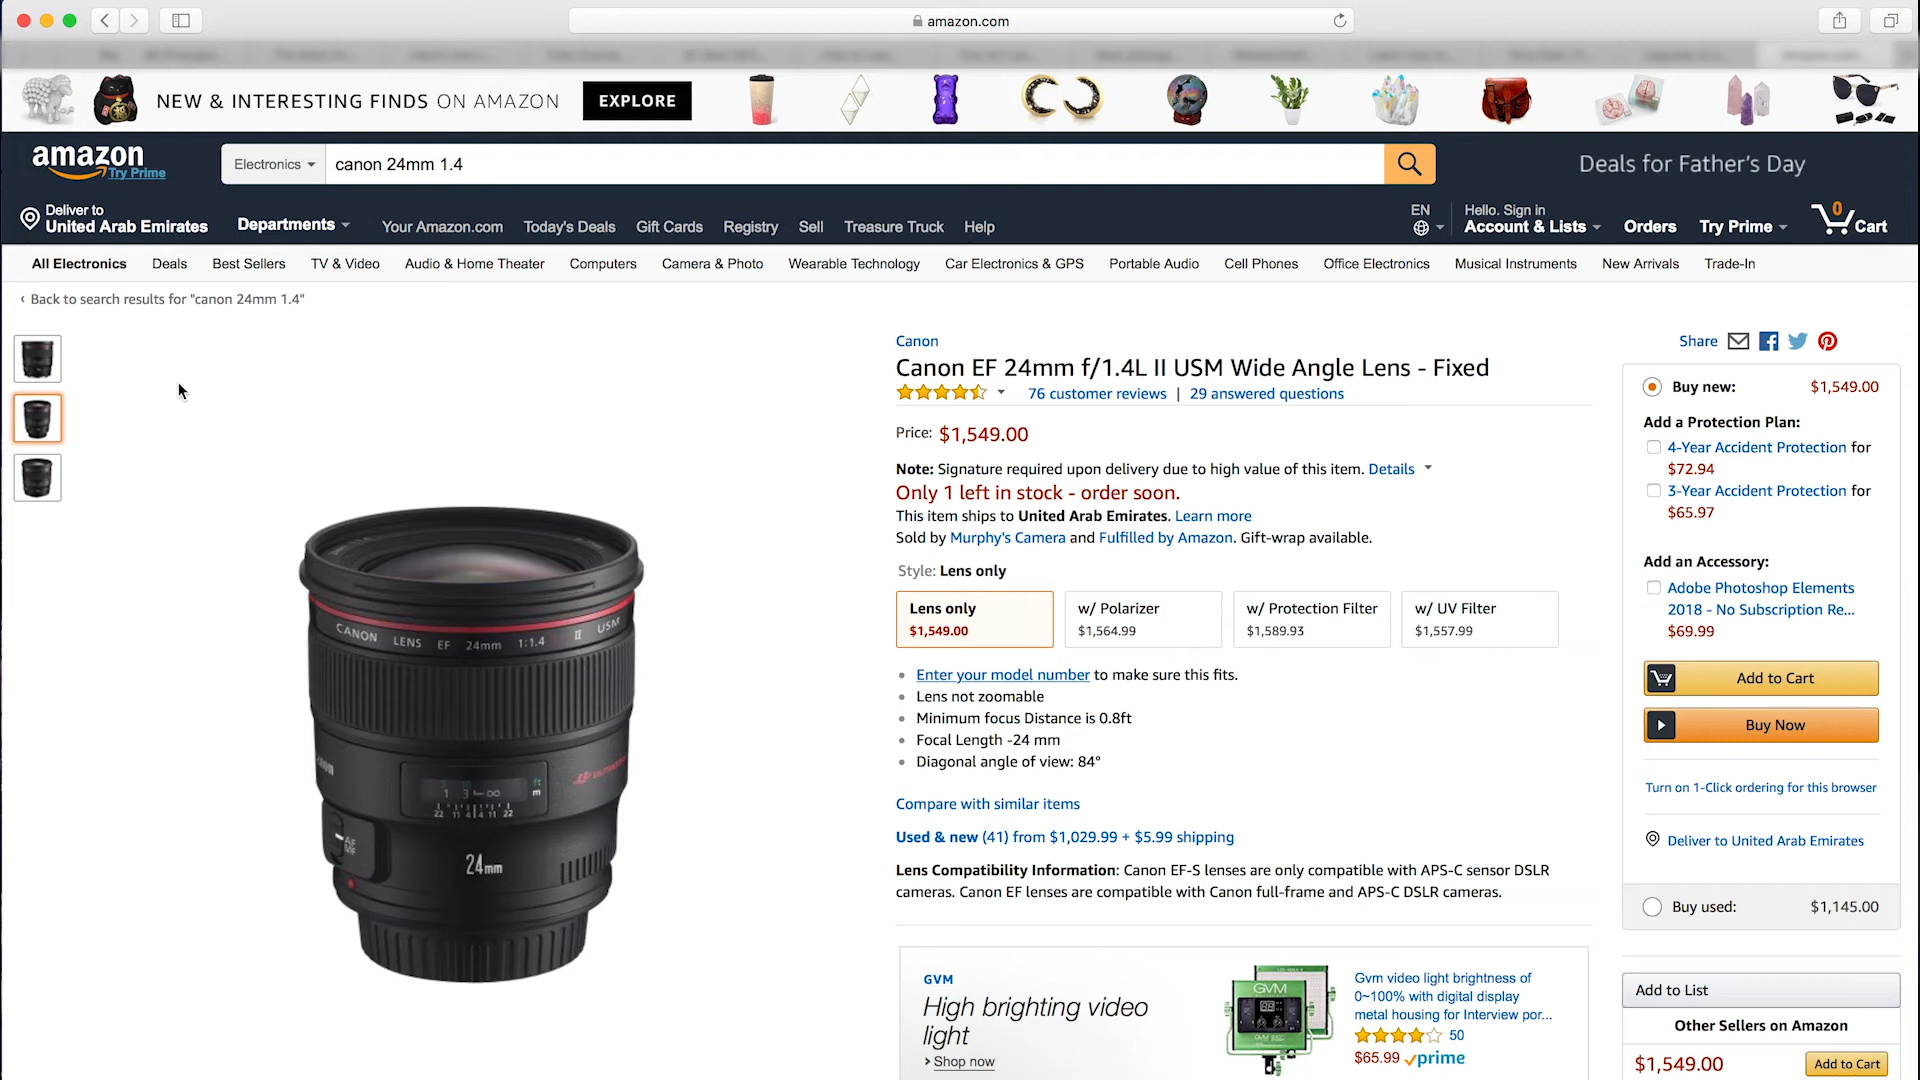 amazon.com
NEW & INTERESTING FINDS ON AMAZON
EXPLORE
amazon
Try Prime
Electronics
canon 24mm 1.4
Deals for Father's Day
Deliver to
United Arab Emirates
Departments
Your Amazon.com
Today's Deals
Gift Cards
Registry
Sell
Treasure Truck
Help
EN
Hello. Sign in
Account & Lists
Orders
Try Prime
0
Cart
All Electronics
Deals
Best Sellers
TV & Video
Audio & Home Theater
Computers
Camera & Photo
Wearable Technology
Car Electronics & GPS
Portable Audio
Cell Phones
Office Electronics
Musical Instruments
New Arrivals
Trade-In
‹ Back to search results for "canon 24mm 1.4"
CANON LENS EF 24mm 1:1.4 II USM
ft
1 3 ∞ m
22 11 4 4 11 22
AF
MF
24mm
Canon
Canon EF 24mm f/1.4L II USM Wide Angle Lens - Fixed
76 customer reviews | 29 answered questions
Price: $1,549.00
Note: Signature required upon delivery due to high value of this item. Details
Only 1 left in stock - order soon.
This item ships to United Arab Emirates. Learn more
Sold by Murphy's Camera and Fulfilled by Amazon. Gift-wrap available.
Style: Lens only
Lens only
$1,549.00
w/ Polarizer
$1,564.99
w/ Protection Filter
$1,589.93
w/ UV Filter
$1,557.99
Enter your model number to make sure this fits.
Lens not zoomable
Minimum focus Distance is 0.8ft
Focal Length -24 mm
Diagonal angle of view: 84°
Compare with similar items
Used & new (41) from $1,029.99 + $5.99 shipping
Lens Compatibility Information: Canon EF-S lenses are only compatible with APS-C sensor DSLR
cameras. Canon EF lenses are compatible with Canon full-frame and APS-C DSLR cameras.
GVM
High brighting video
light
› Shop now
GVM
Gvm video light brightness of
0~100% with digital display
metal housing for Interview por...
50
$65.99 prime
Share
Buy new: $1,549.00
Add a Protection Plan:
4-Year Accident Protection for
$72.94
3-Year Accident Protection for
$65.97
Add an Accessory:
Adobe Photoshop Elements
2018 - No Subscription Re...
$69.99
Add to Cart
Buy Now
Turn on 1-Click ordering for this browser
Deliver to United Arab Emirates
Buy used: $1,145.00
Add to List
Other Sellers on Amazon
$1,549.00
Add to Cart